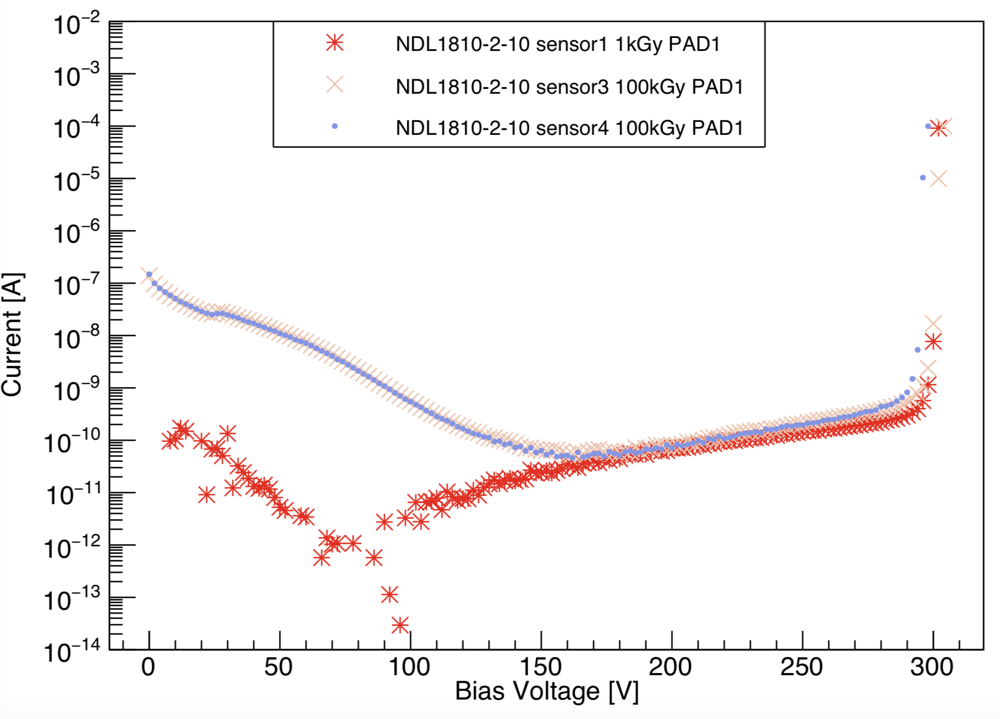 10−2
10−3
10−4
10−5
10−6
10−7
10−8
10−9
10−10
10−11
10−12
10−13
10−14
Current [A]
NDL1810-2-10 sensor1 1kGy PAD1
NDL1810-2-10 sensor3 100kGy PAD1
NDL1810-2-10 sensor4 100kGy PAD1
0 50 100 150 200 250 300
Bias Voltage [V]